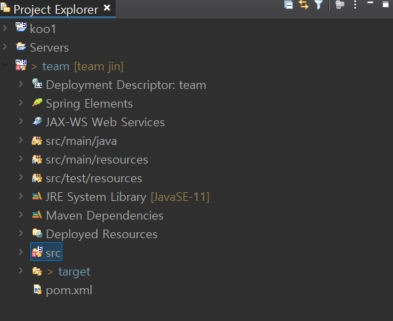 Project Explorer
koo1
Servers
> team [team jin]
Deployment Descriptor: team
Spring Elements
JAX-WS Web Services
src/main/java
src/main/resources
src/test/resources
JRE System Library [JavaSE-11]
Maven Dependencies
Deployed Resources
src
> target
pom.xml